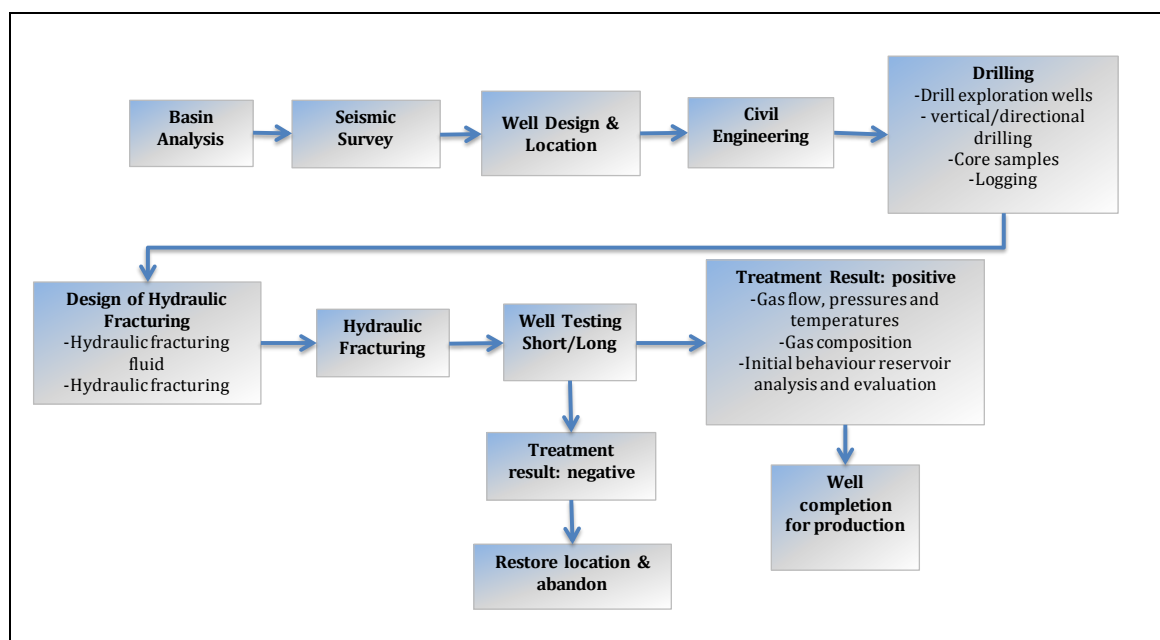 Basin
Analysis
Seismic
Survey
Well Design &
Location
Civil
Engineering
Drilling
-Drill exploration wells
- vertical/directional
drilling
-Core samples
-Logging
Design of Hydraulic
Fracturing
-Hydraulic fracturing
fluid
-Hydraulic fracturing
Hydraulic
Fracturing
Well Testing
Short/Long
Treatment Result: positive
-Gas flow, pressures and
temperatures
-Gas composition
-Initial behaviour reservoir
analysis and evaluation
Treatment
result: negative
Well
completion
for production
Restore location &
abandon